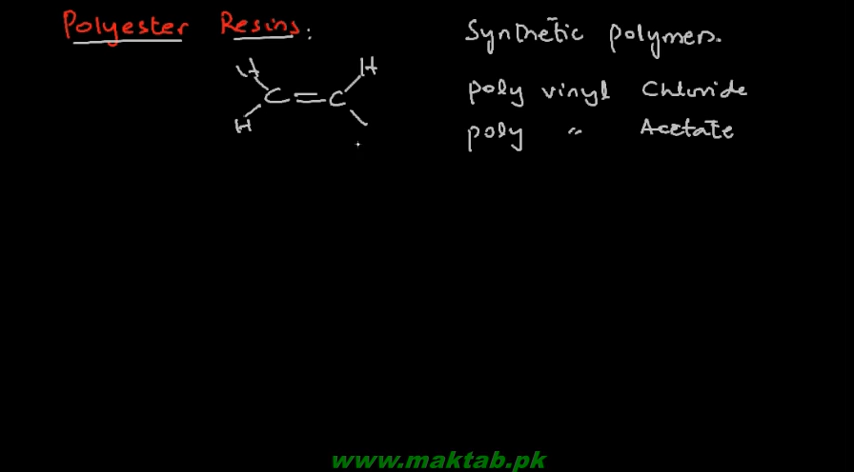 Polyester Resins:
Synthetic polymers.
H H
C=C
H
poly vinyl Chloride
poly " Acetate
www.maktab.pk